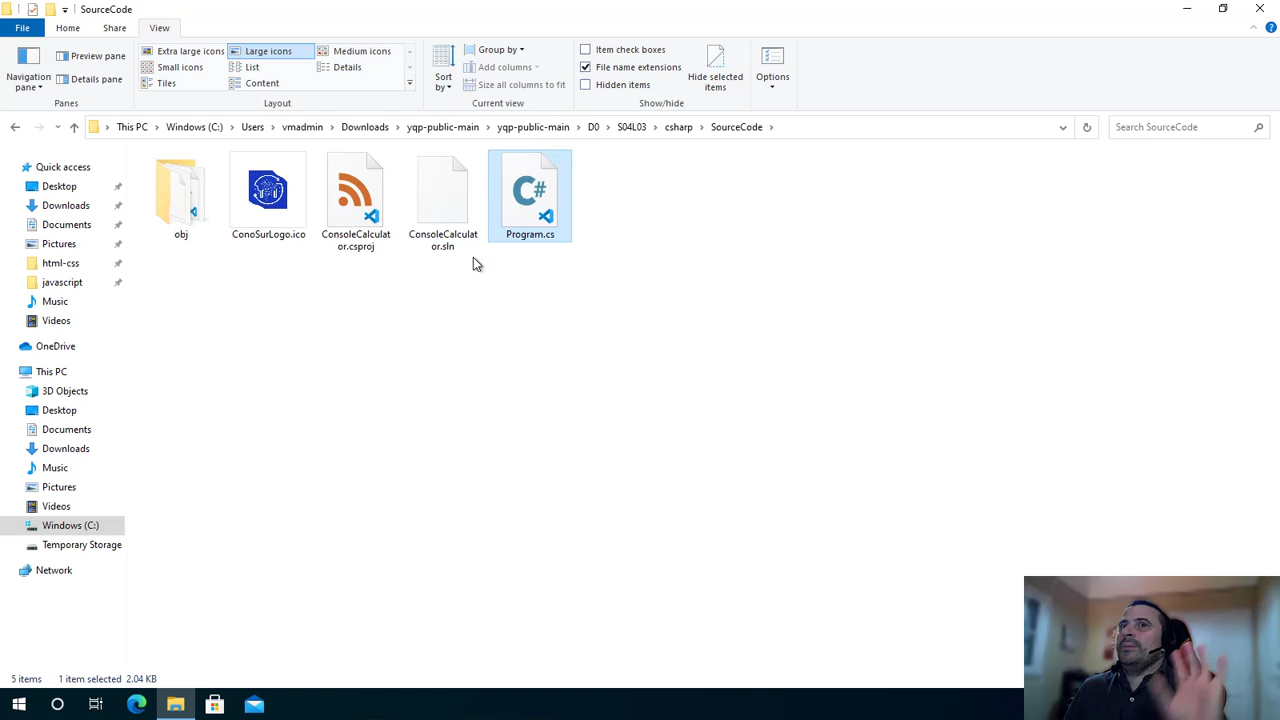 SourceCode
File
Home
Share
View
Navigation pane
Preview pane
Details pane
Panes
Extra large icons
Large icons
Medium icons
Small icons
List
Details
Tiles
Content
Layout
Sort by
Group by
Add columns
Size all columns to fit
Current view
Item check boxes
File name extensions
Hidden items
Hide selected items
Show/hide
Options
This PC > Windows (C:) > Users > vmadmin > Downloads > yqp-public-main > yqp-public-main > D0 > S04L03 > csharp > SourceCode >
Search SourceCode
Quick access
Desktop
Downloads
Documents
Pictures
html-css
javascript
Music
Videos
OneDrive
This PC
3D Objects
Desktop
Documents
Downloads
Music
Pictures
Videos
Windows (C:)
Temporary Storage
Network
obj
ConoSurLogo.ico
ConsoleCalculat
or.csproj
ConsoleCalculat
or.sln
C#
Program.cs
5 items
1 item selected 2.04 KB